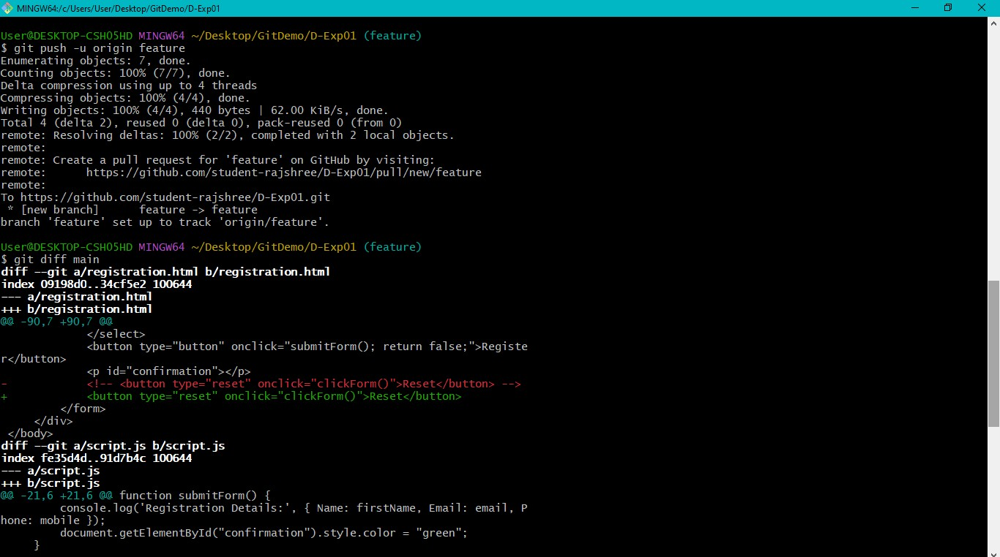 MINGW64:/c/Users/User/Desktop/GitDemo/D-Exp01
User@DESKTOP-CSH05HD MINGW64 ~/Desktop/GitDemo/D-Exp01 (feature)
$ git push -u origin feature
Enumerating objects: 7, done.
Counting objects: 100% (7/7), done.
Delta compression using up to 4 threads
Compressing objects: 100% (4/4), done.
Writing objects: 100% (4/4), 440 bytes | 62.00 KiB/s, done.
Total 4 (delta 2), reused 0 (delta 0), pack-reused 0 (from 0)
remote: Resolving deltas: 100% (2/2), completed with 2 local objects.
remote:
remote: Create a pull request for 'feature' on GitHub by visiting:
remote:      https://github.com/student-rajshree/D-Exp01/pull/new/feature
remote:
To https://github.com/student-rajshree/D-Exp01.git
 * [new branch]      feature -> feature
branch 'feature' set up to track 'origin/feature'.
User@DESKTOP-CSH05HD MINGW64 ~/Desktop/GitDemo/D-Exp01 (feature)
$ git diff main
diff --git a/registration.html b/registration.html
index 09198d0..34cf5e2 100644
--- a/registration.html
+++ b/registration.html
@@ -90,7 +90,7 @@
             </select>
             <button type="button" onclick="submitForm(); return false;">Registe
r</button>
             <p id="confirmation"></p>
-            <!-- <button type="reset" onclick="clickForm()">Reset</button> -->
+            <button type="reset" onclick="clickForm()">Reset</button>
         </form>
     </div>
 </body>
diff --git a/script.js b/script.js
index fe35d4d..91d7b4c 100644
--- a/script.js
+++ b/script.js
@@ -21,6 +21,6 @@ function submitForm() {
         console.log('Registration Details:', { Name: firstName, Email: email, P
hone: mobile });
         document.getElementById("confirmation").style.color = "green";
     }